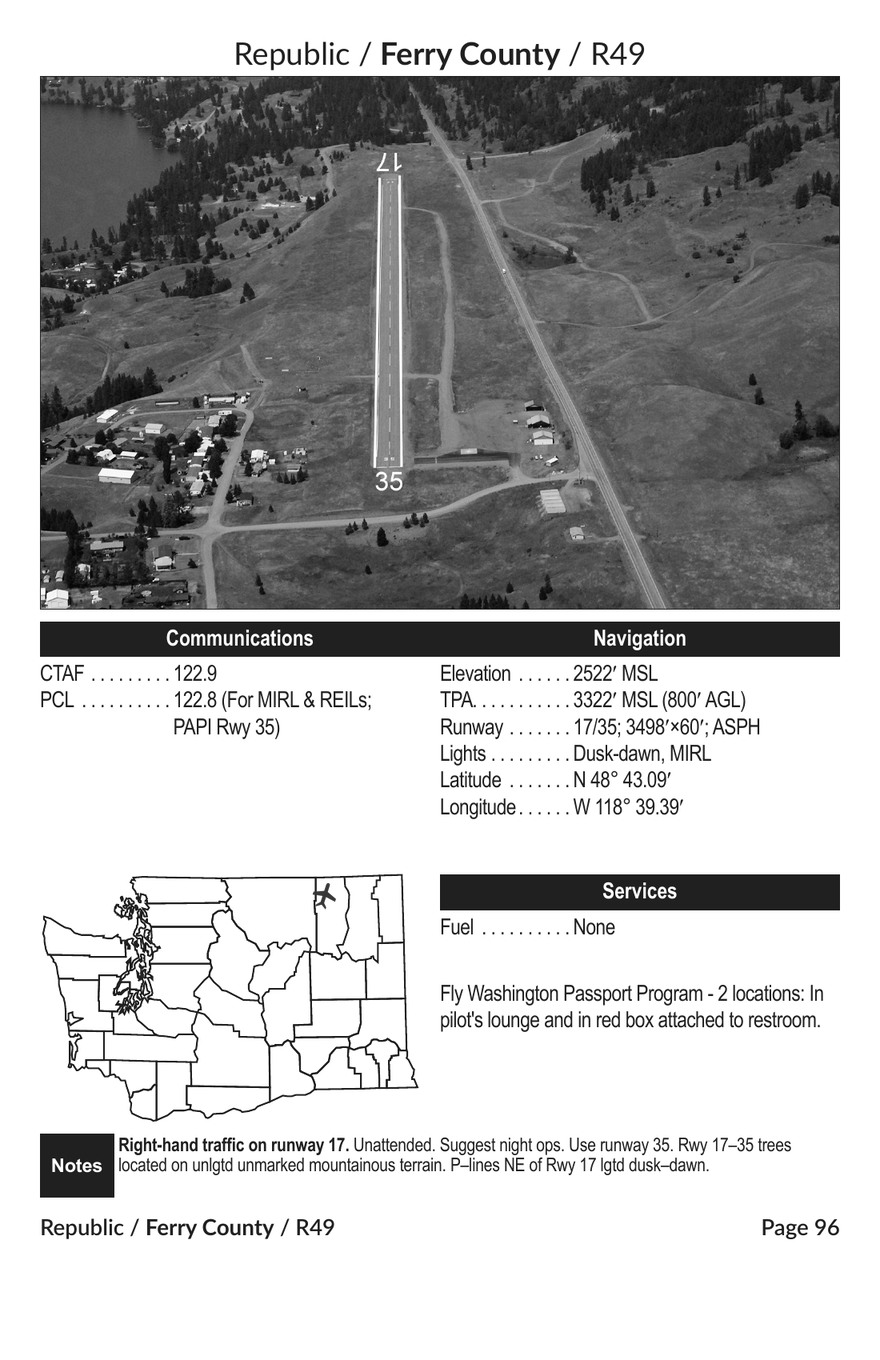 Republic / Ferry County / R49
17
35
Communications
CTAF . . . . . . . . . 122.9
PCL . . . . . . . . . . 122.8 (For MIRL & REILs;
PAPI Rwy 35)
Navigation
Elevation . . . . . . 2522′ MSL
TPA. . . . . . . . . . . 3322′ MSL (800′ AGL)
Runway . . . . . . . 17/35; 3498′×60′; ASPH
Lights . . . . . . . . . Dusk-dawn, MIRL
Latitude . . . . . . . N 48° 43.09′
Longitude . . . . . . W 118° 39.39′
Services
Fuel . . . . . . . . . . None
Fly Washington Passport Program - 2 locations: In
pilot's lounge and in red box attached to restroom.
Notes
Right-hand traffic on runway 17. Unattended. Suggest night ops. Use runway 35. Rwy 17–35 trees
located on unlgtd unmarked mountainous terrain. P–lines NE of Rwy 17 lgtd dusk–dawn.
Republic / Ferry County / R49
Page 96